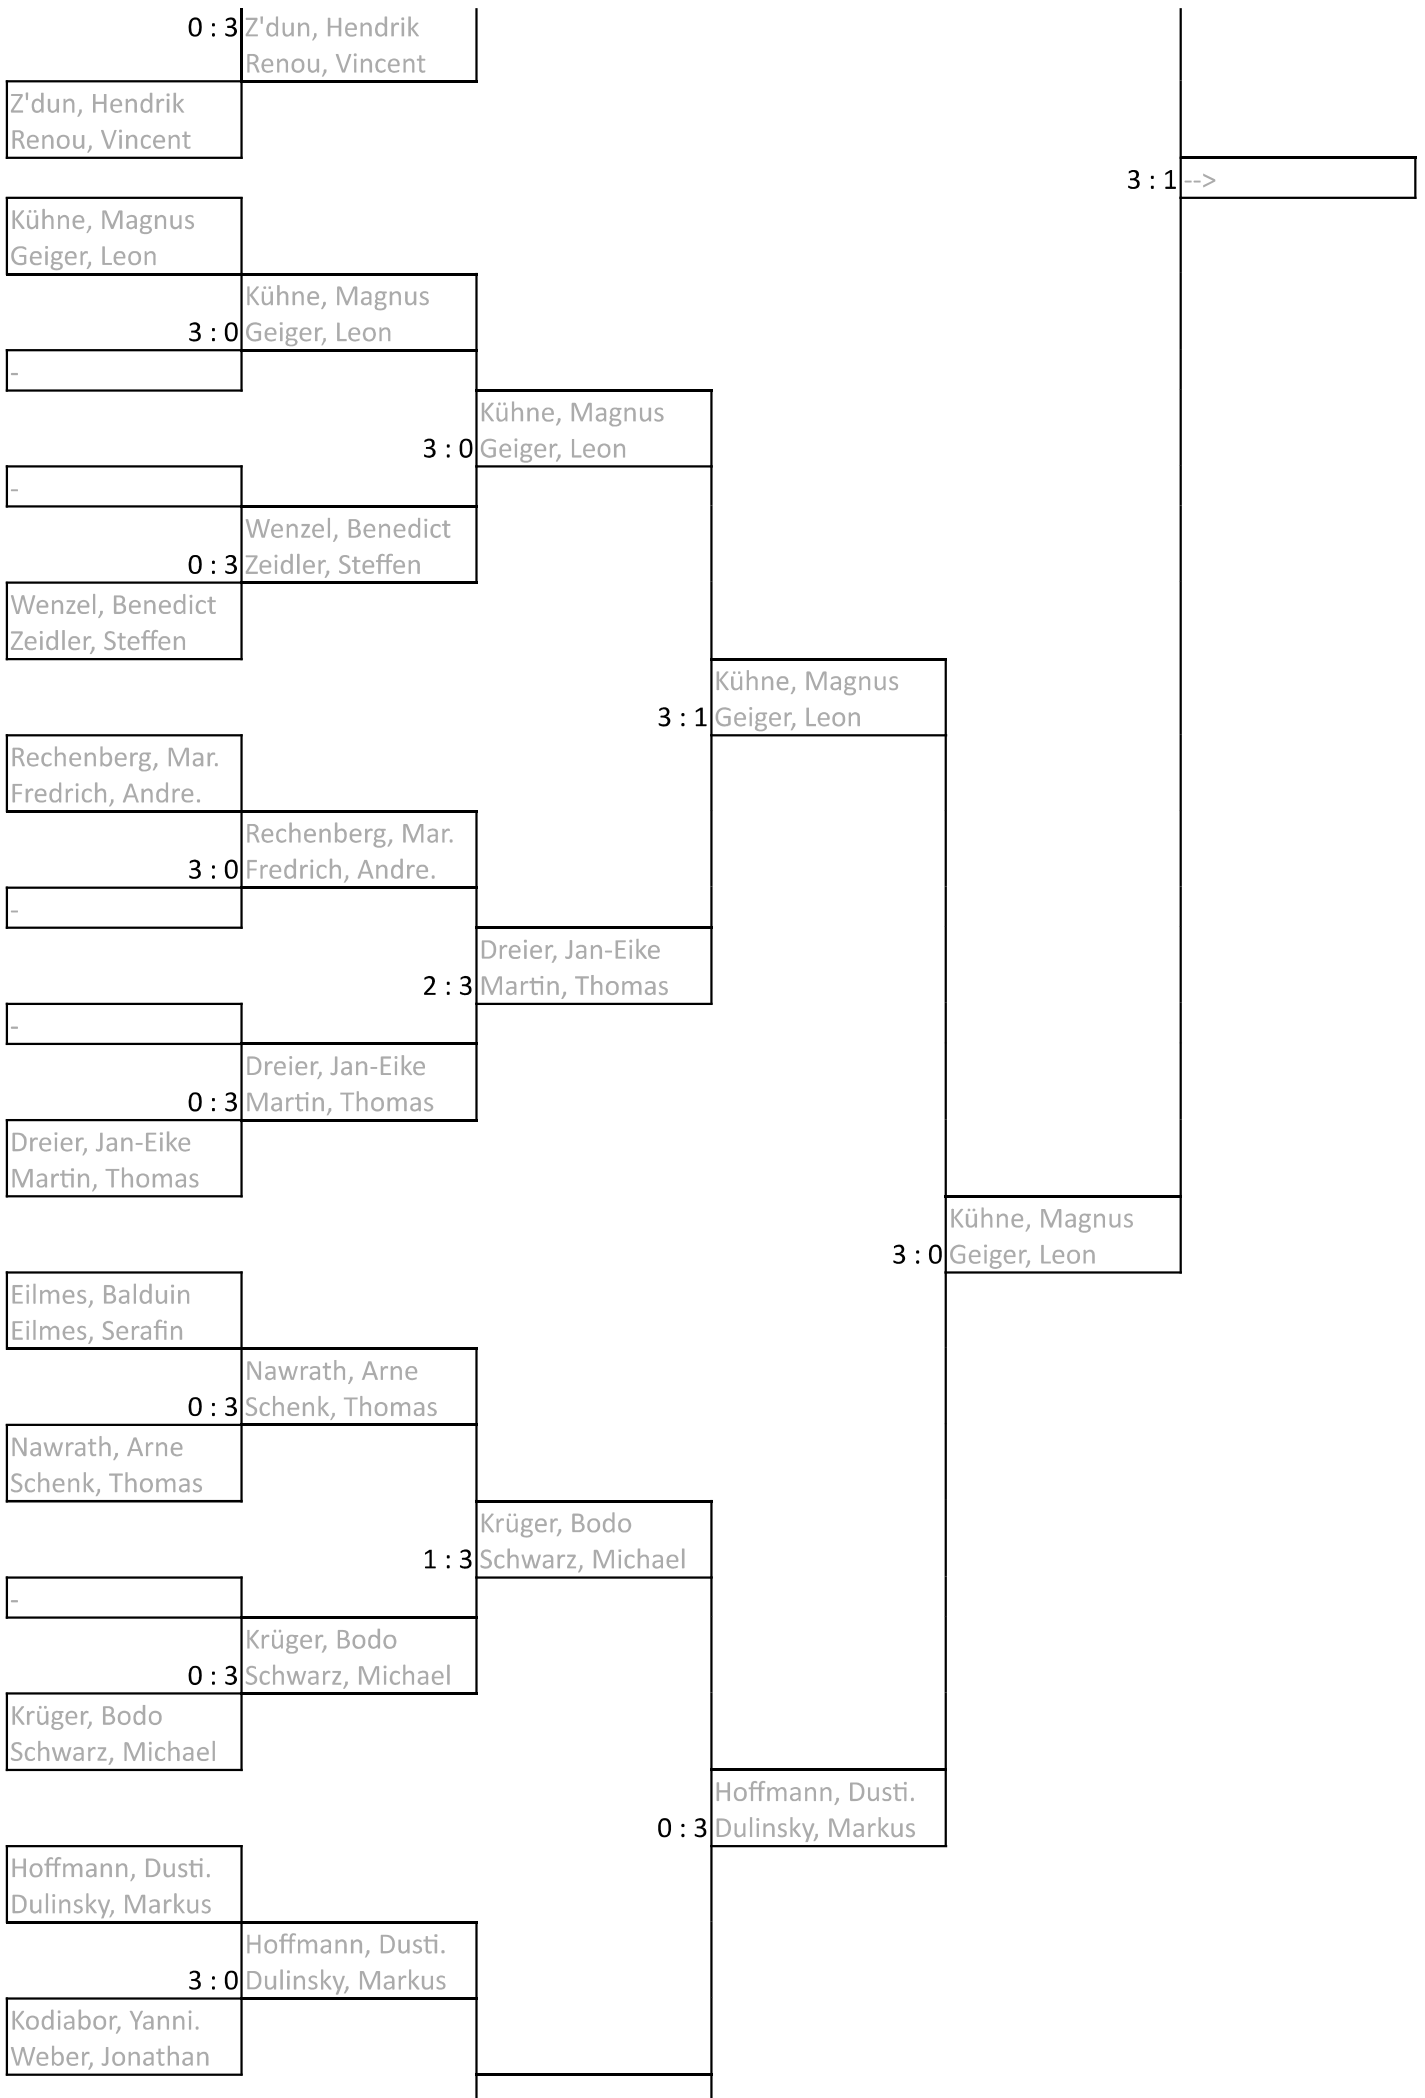 0 : 3 Z'dun, Hendrik
Renou, Vincent
Z'dun, Hendrik
Renou, Vincent
3 : 1 -->
Kühne, Magnus
Geiger, Leon
Kühne, Magnus
3 : 0 Geiger, Leon
-
Kühne, Magnus
3 : 0 Geiger, Leon
-
Wenzel, Benedict
0 : 3 Zeidler, Steffen
Wenzel, Benedict
Zeidler, Steffen
Kühne, Magnus
3 : 1 Geiger, Leon
Rechenberg, Mar.
Fredrich, Andre.
Rechenberg, Mar.
3 : 0 Fredrich, Andre.
-
Dreier, Jan-Eike
2 : 3 Martin, Thomas
-
Dreier, Jan-Eike
0 : 3 Martin, Thomas
Dreier, Jan-Eike
Martin, Thomas
Kühne, Magnus
3 : 0 Geiger, Leon
Eilmes, Balduin
Eilmes, Serafin
Nawrath, Arne
0 : 3 Schenk, Thomas
Nawrath, Arne
Schenk, Thomas
Krüger, Bodo
1 : 3 Schwarz, Michael
-
Krüger, Bodo
0 : 3 Schwarz, Michael
Krüger, Bodo
Schwarz, Michael
Hoffmann, Dusti.
0 : 3 Dulinsky, Markus
Hoffmann, Dusti.
Dulinsky, Markus
Hoffmann, Dusti.
3 : 0 Dulinsky, Markus
Kodiabor, Yanni.
Weber, Jonathan